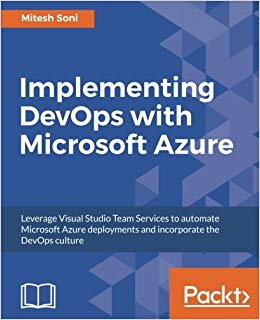 Mitesh Soni
Implementing
DevOps with
Microsoft Azure
Leverage Visual Studio Team Services to automate
Microsoft Azure deployments and incorporate the
DevOps culture
Packt>